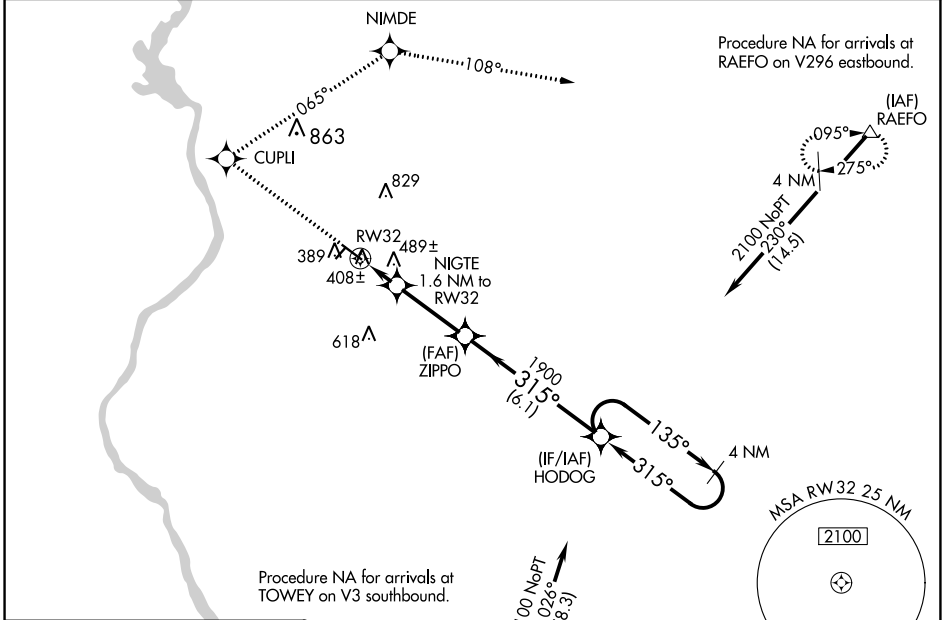 NIMDE
108°
Procedure NA for arrivals at
RAEFO on V296 eastbound.
065°
863
(IAF)
RAEFO
095°
275°
4 NM
CUPLI
829
2100 NoPT
230°
(14.5)
RW32
489±
389
408±
NIGTE
1.6 NM to
RW32
618
(FAF)
ZIPPO
1900
315°
(6.1)
135°
4 NM
315°
(IF/IAF)
HODOG
MSA RW32 25 NM
2100
Procedure NA for arrivals at
TOWEY on V3 southbound.
00 NoPT
026°
8.3)